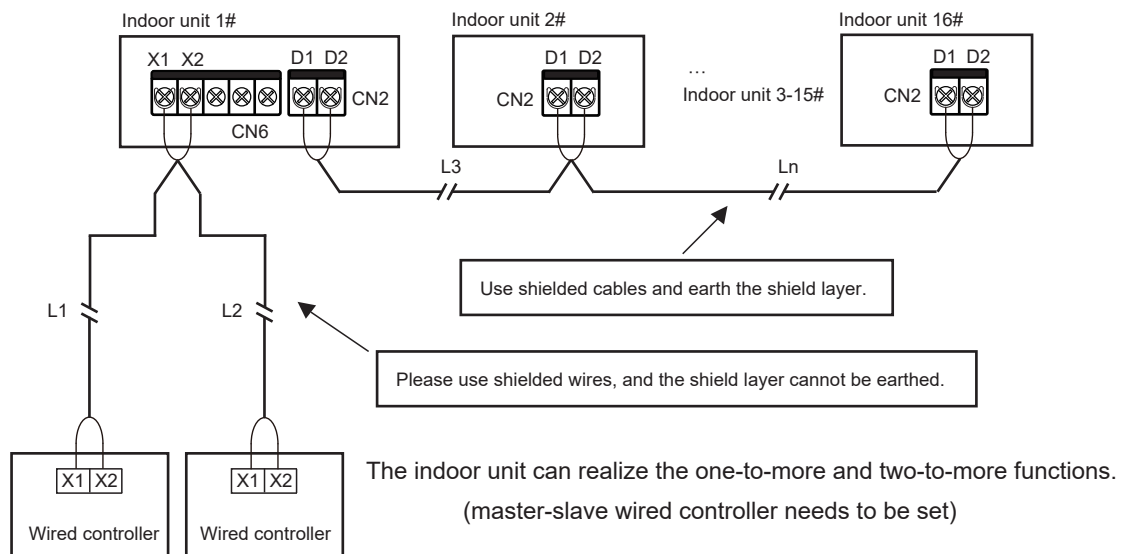 Indoor unit 1#
Indoor unit 2#
Indoor unit 16#
X1 X2
D1 D2
CN2
CN6
D1 D2
CN2
...
Indoor unit 3-15#
D1 D2
CN2
L3
Ln
Use shielded cables and earth the shield layer.
L1
L2
Please use shielded wires, and the shield layer cannot be earthed.
X1 X2
X1 X2
Wired controller
Wired controller
The indoor unit can realize the one-to-more and two-to-more functions.
(master-slave wired controller needs to be set)